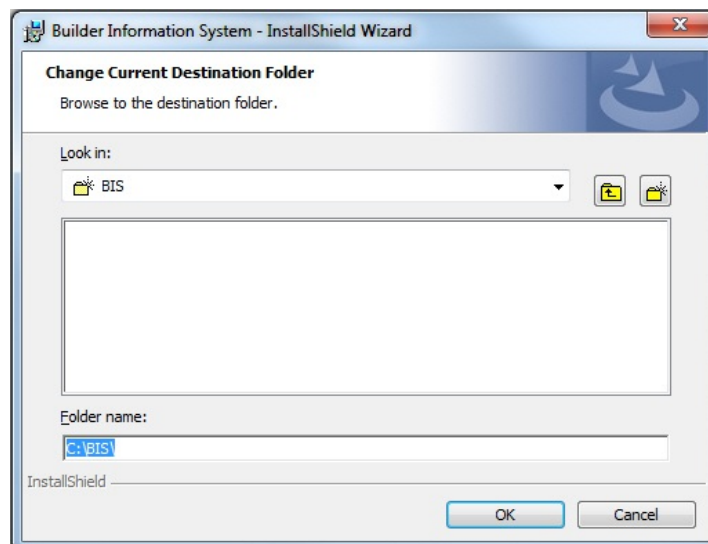 Builder Information System - InstallShield Wizard
Change Current Destination Folder
Browse to the destination folder.
Look in:
BIS
Folder name:
C:\BIS\
InstallShield
OK Cancel